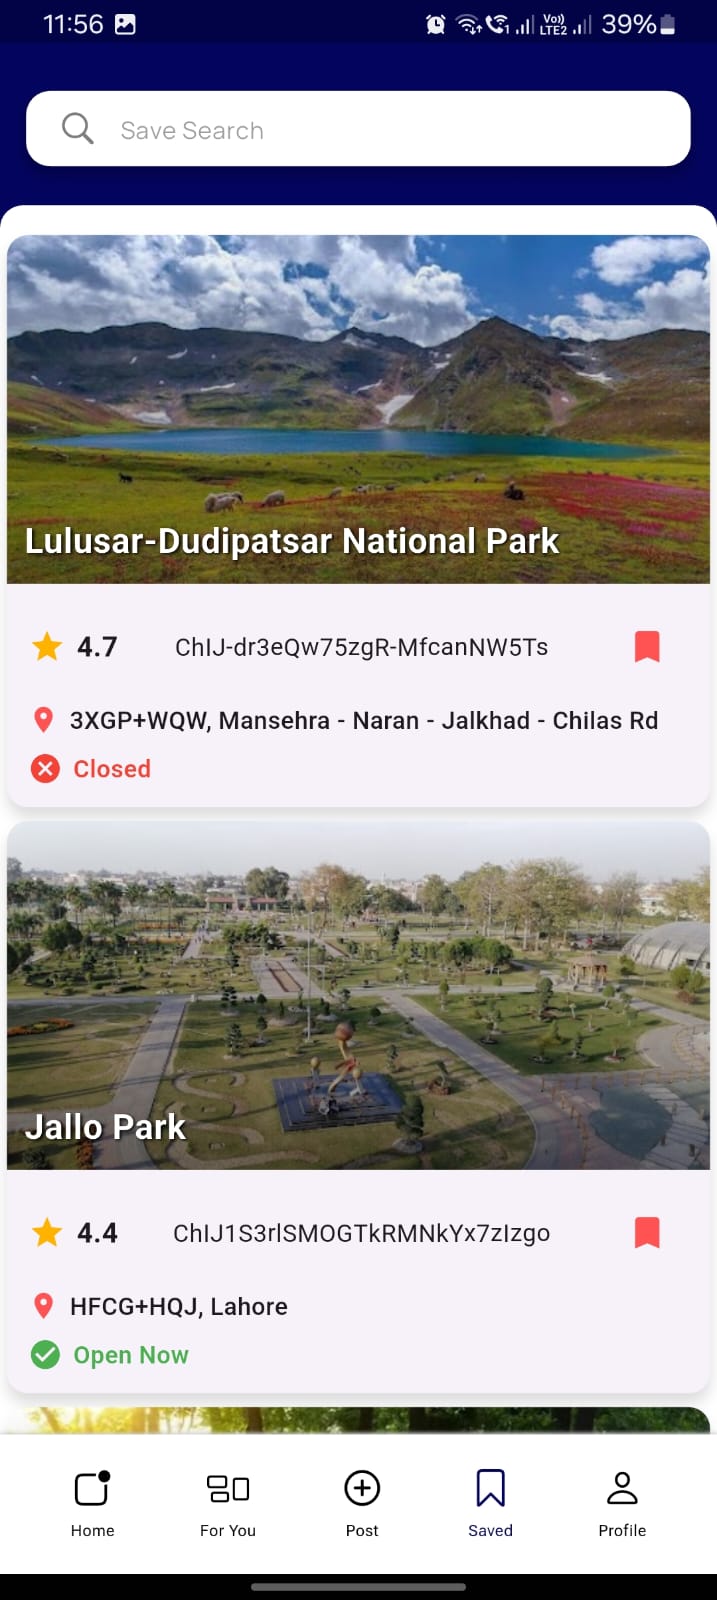 11:56
Vo)) LTE2 39%
Save Search
Lulusar-Dudipatsar National Park
4.7 ChIJ-dr3eQw75zgR-MfcanNW5Ts
3XGP+WQW, Mansehra - Naran - Jalkhad - Chilas Rd
Closed
Jallo Park
4.4 ChIJ1S3rlSMOGTkRMNkYx7zIzgo
HFCG+HQJ, Lahore
Open Now
Home For You Post Saved Profile